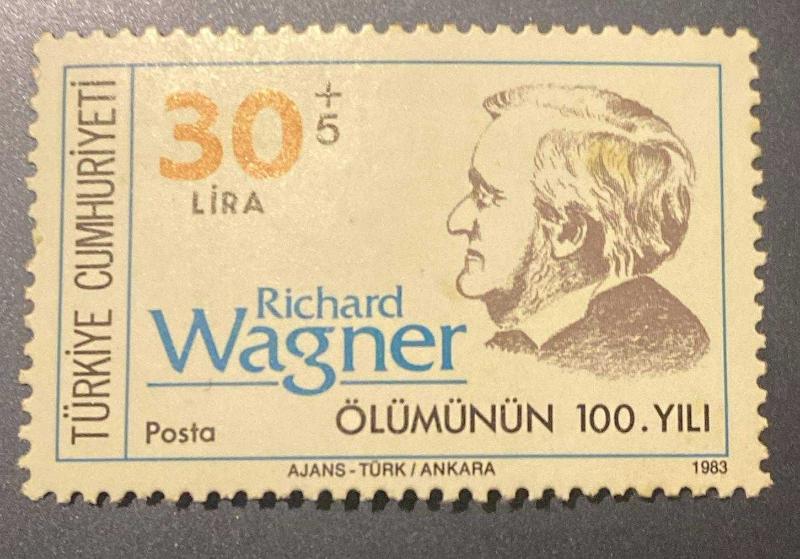 TÜRKİYE CUMHURİYETİ
30 +5
LİRA
Richard
Wagner
Posta
ÖLÜMÜNÜN 100. YILI
AJANS-TÜRK / ANKARA
1983